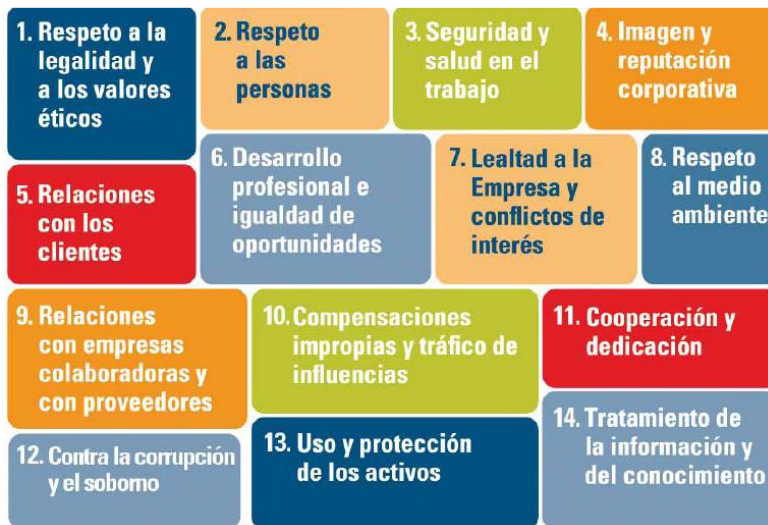 1. Respeto a la
legalidad y
a los valores
éticos
2. Respeto
a las
personas
3. Seguridad y
salud en el
trabajo
4. Imagen y
reputación
corporativa
5. Relaciones
con los
clientes
6. Desarrollo
profesional e
igualdad de
oportunidades
7. Lealtad a la
Empresa y
conflictos de
interés
8. Respeto
al medio
ambiente
9. Relaciones
con empresas
colaboradoras y
con proveedores
10. Compensaciones
impropias y tráfico de
influencias
11. Cooperación y
dedicación
12. Contra la corrupción
y el soborno
13. Uso y protección
de los activos
14. Tratamiento de
la información y
del conocimiento